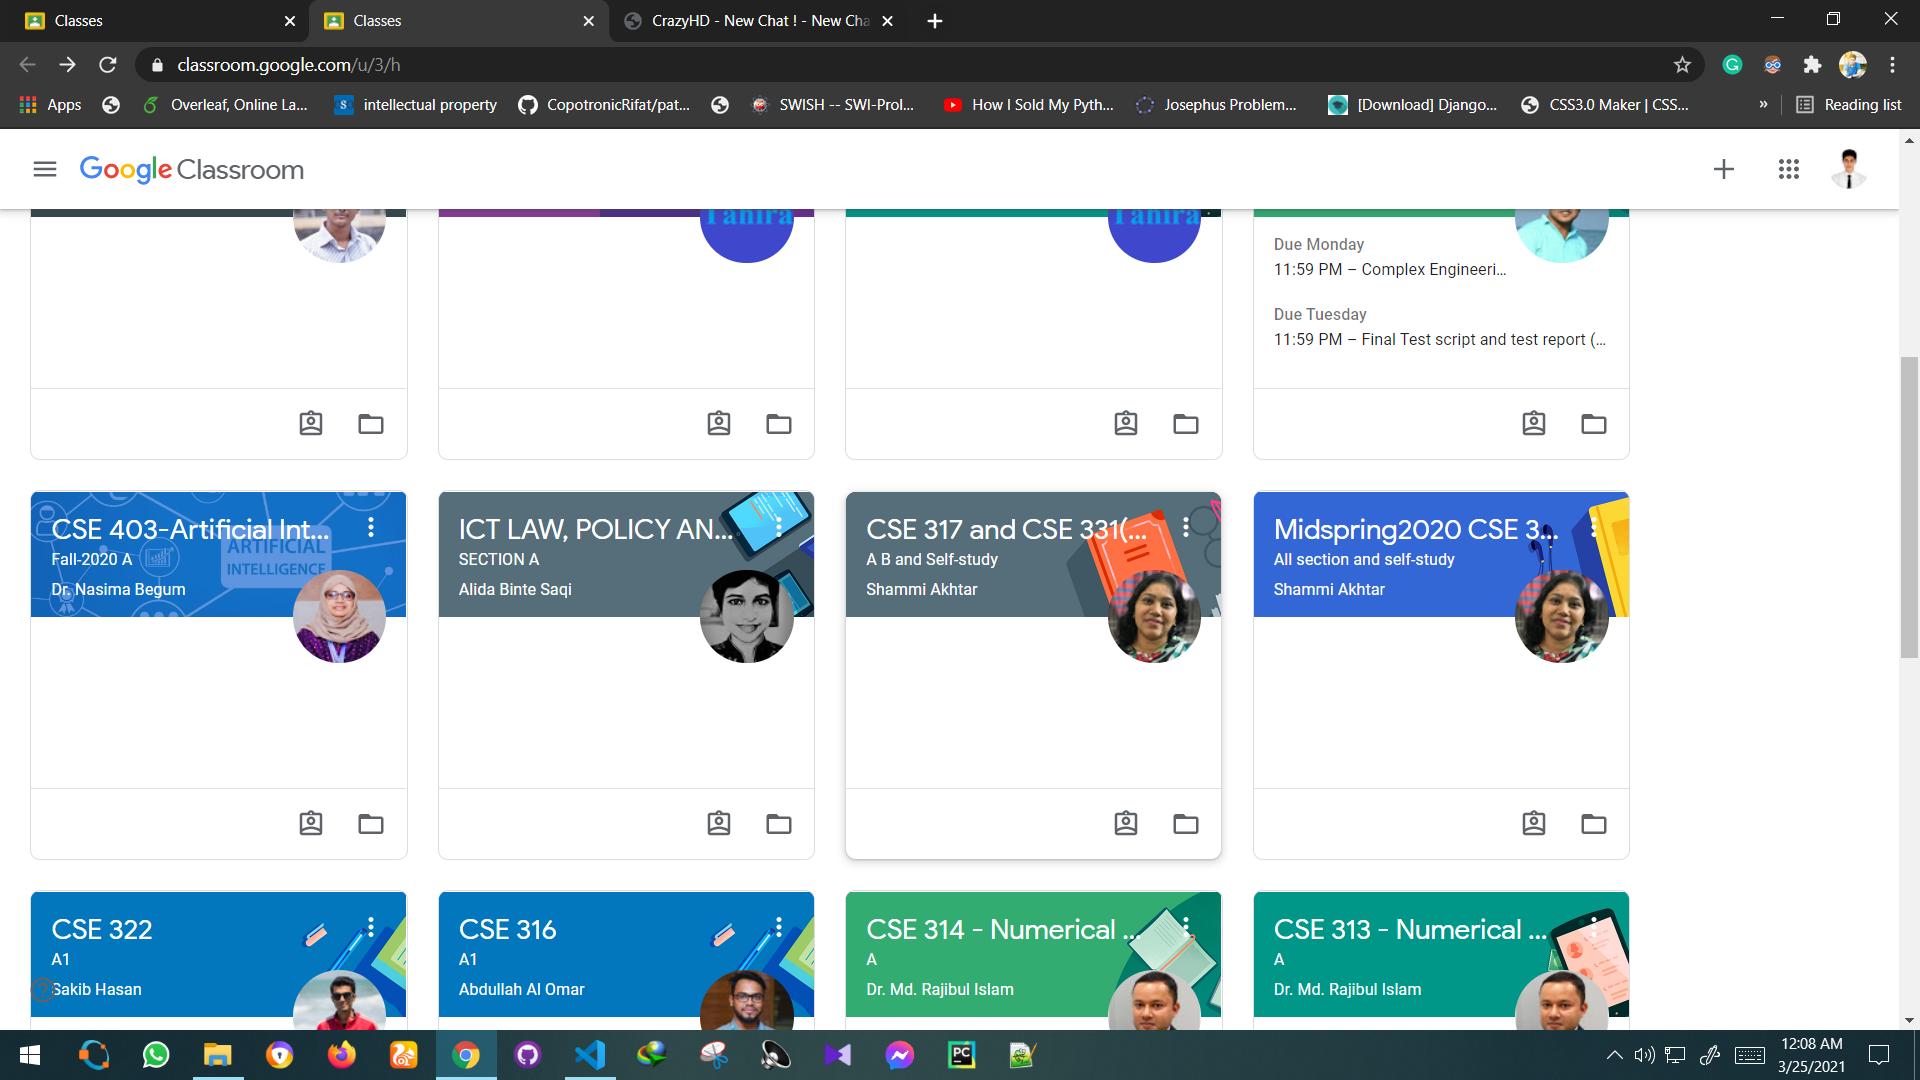 Classes
Classes
CrazyHD - New Chat ! - New Cha
classroom.google.com/u/3/h
Apps
Overleaf, Online La...
intellectual property
CopotronicRifat/pat...
SWISH -- SWI-Prol...
How I Sold My Pyth...
Josephus Problem...
[Download] Django...
CSS3.0 Maker | CSS...
»
Reading list
Google Classroom
Tahira
Tahira
Due Monday
11:59 PM – Complex Engineeri...
Due Tuesday
11:59 PM – Final Test script and test report (...
CSE 403-Artificial Int...
Fall-2020 A
Dr. Nasima Begum
ARTIFICIAL
INTELLIGENCE
ICT LAW, POLICY AN...
SECTION A
Alida Binte Saqi
CSE 317 and CSE 331(...
A B and Self-study
Shammi Akhtar
Midspring2020 CSE 3...
All section and self-study
Shammi Akhtar
CSE 322
A1
Sakib Hasan
CSE 316
A1
Abdullah Al Omar
CSE 314 - Numerical ...
A
Dr. Md. Rajibul Islam
CSE 313 - Numerical ...
A
Dr. Md. Rajibul Islam
PC
12:08 AM
3/25/2021